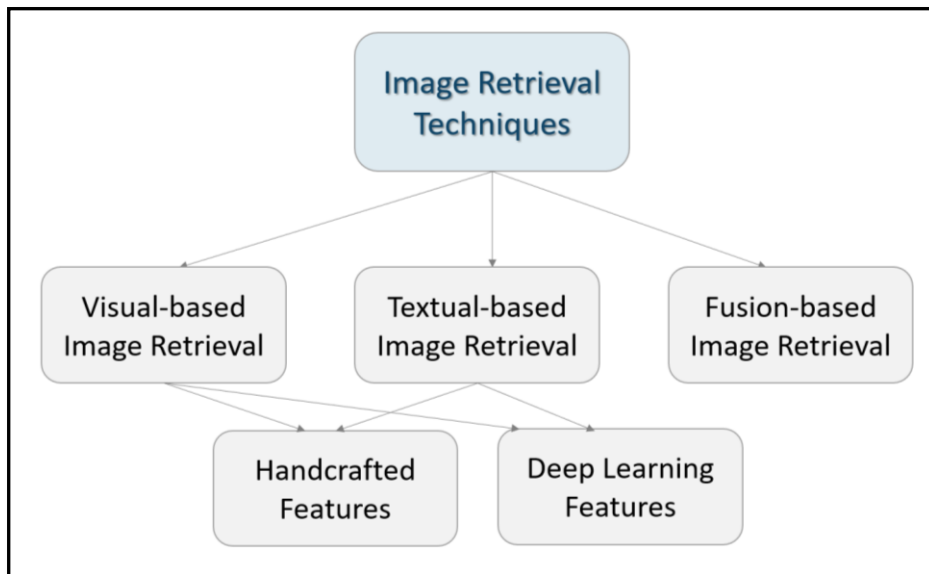 Image Retrieval
Techniques
Visual-based
Image Retrieval
Textual-based
Image Retrieval
Fusion-based
Image Retrieval
Handcrafted
Features
Deep Learning
Features